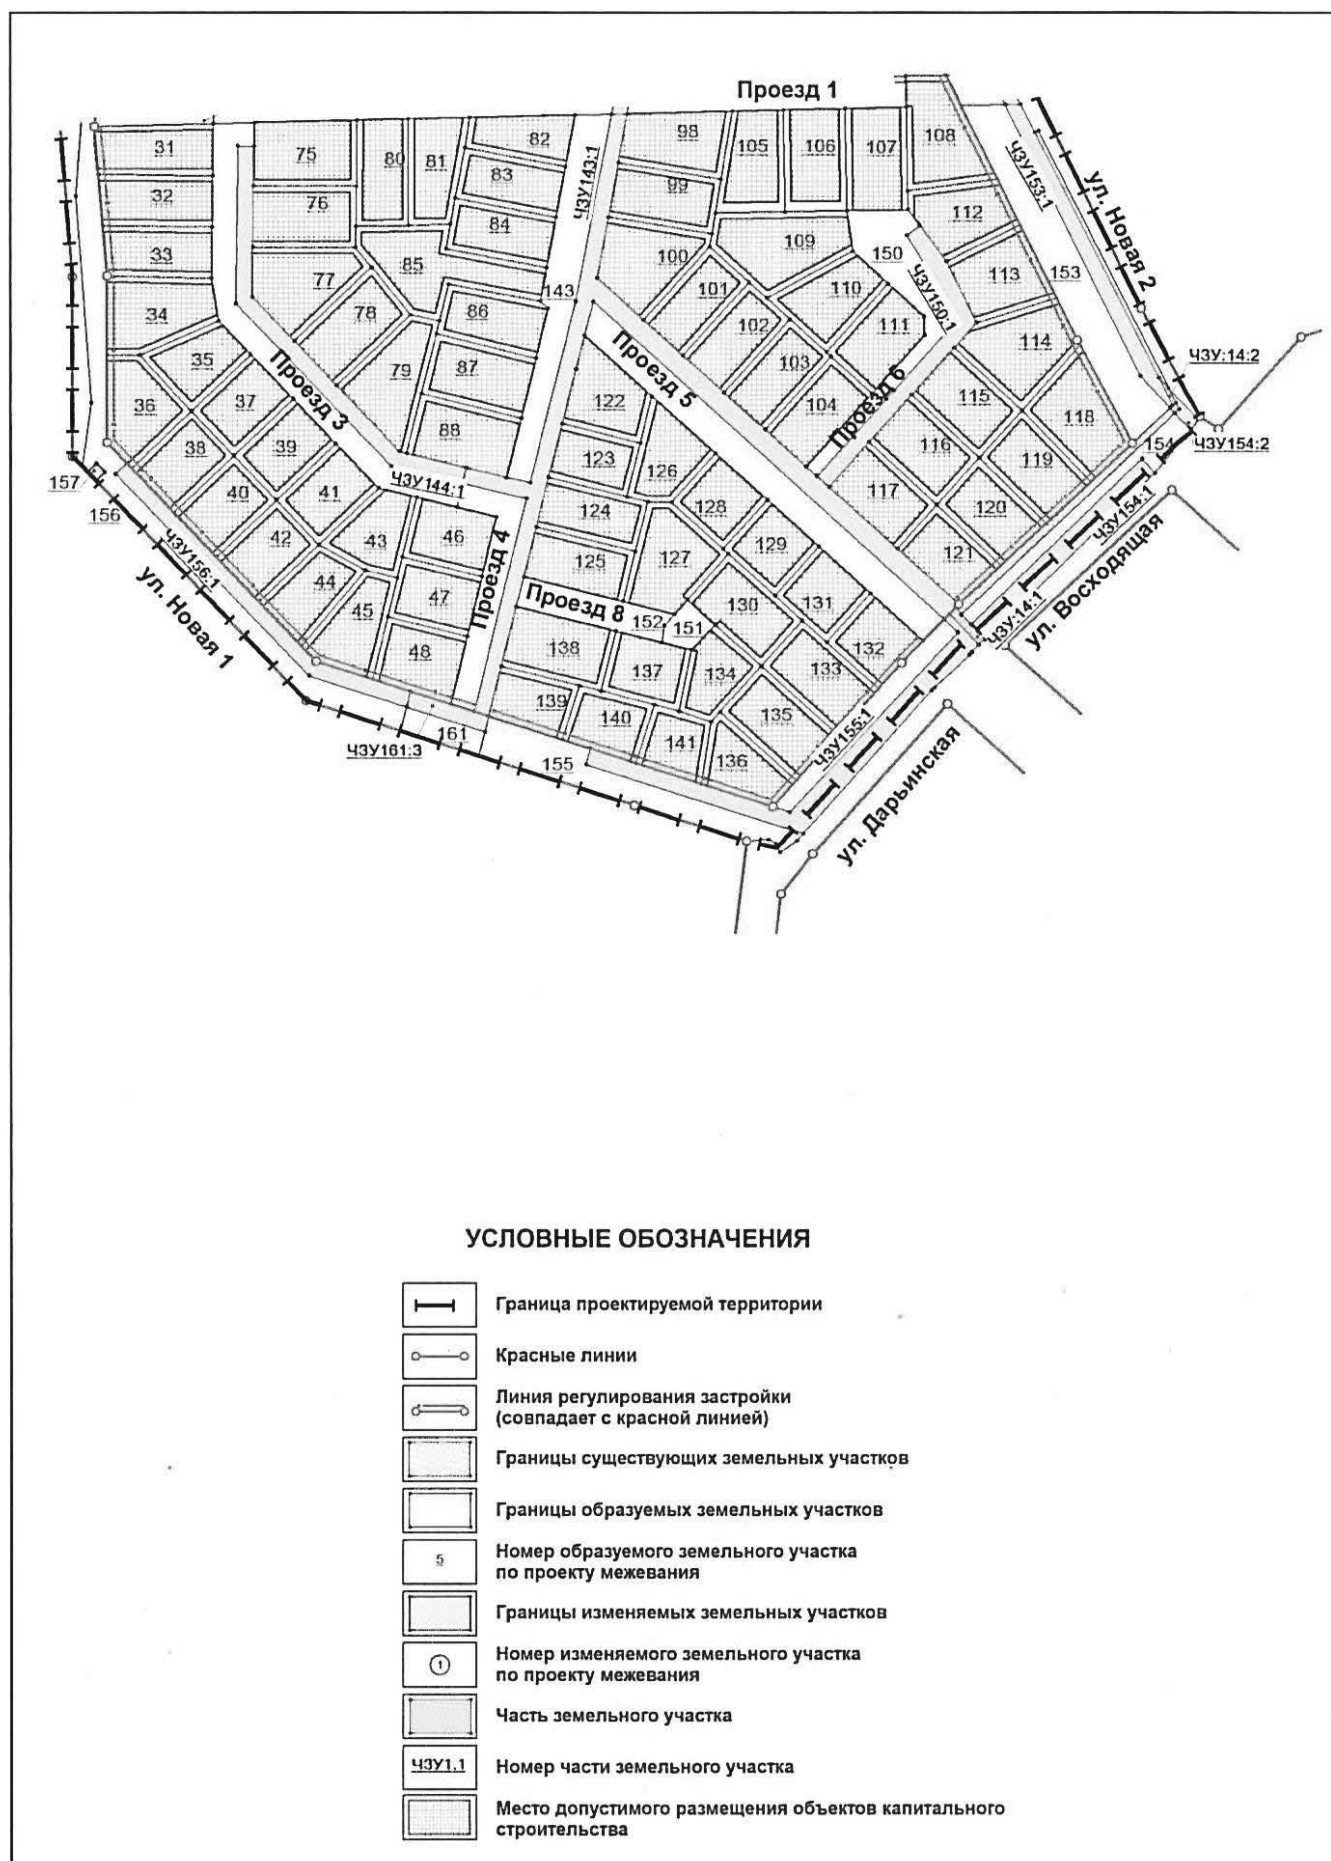 Проезд 1
31
32
33
34
35
36
37
38
39
40
41
42
43
44
45
46
47
48
75
76
77
78
79
80
81
82
83
84
85
86
87
88
98
99
100
101
102
103
104
105
106
107
108
109
110
111
112
113
114
115
116
117
118
119
120
121
122
123
124
125
126
127
128
129
130
131
132
133
134
135
136
137
138
139
140
141
143
150
151
152
153
154
155
156
157
161
ЧЗУ143:1
ЧЗУ153:1
ЧЗУ150:1
ул. Новая 2
ЧЗУ:14:2
ЧЗУ154:2
ЧЗУ154:1
ЧЗУ:14:1
ул. Восходящая
Проезд 3
Проезд 5
Проезд 6
ЧЗУ144:1
Проезд 4
Проезд 8
ЧЗУ156:1
ул. Новая 1
ЧЗУ161:3
ЧЗУ155:1
ул. Дарьинская
УСЛОВНЫЕ ОБОЗНАЧЕНИЯ
Граница проектируемой территории
Красные линии
Линия регулирования застройки
(совпадает с красной линией)
Границы существующих земельных участков
Границы образуемых земельных участков
5
Номер образуемого земельного участка
по проекту межевания
Границы изменяемых земельных участков
1
Номер изменяемого земельного участка
по проекту межевания
Часть земельного участка
ЧЗУ1.1
Номер части земельного участка
Место допустимого размещения объектов капитального
строительства